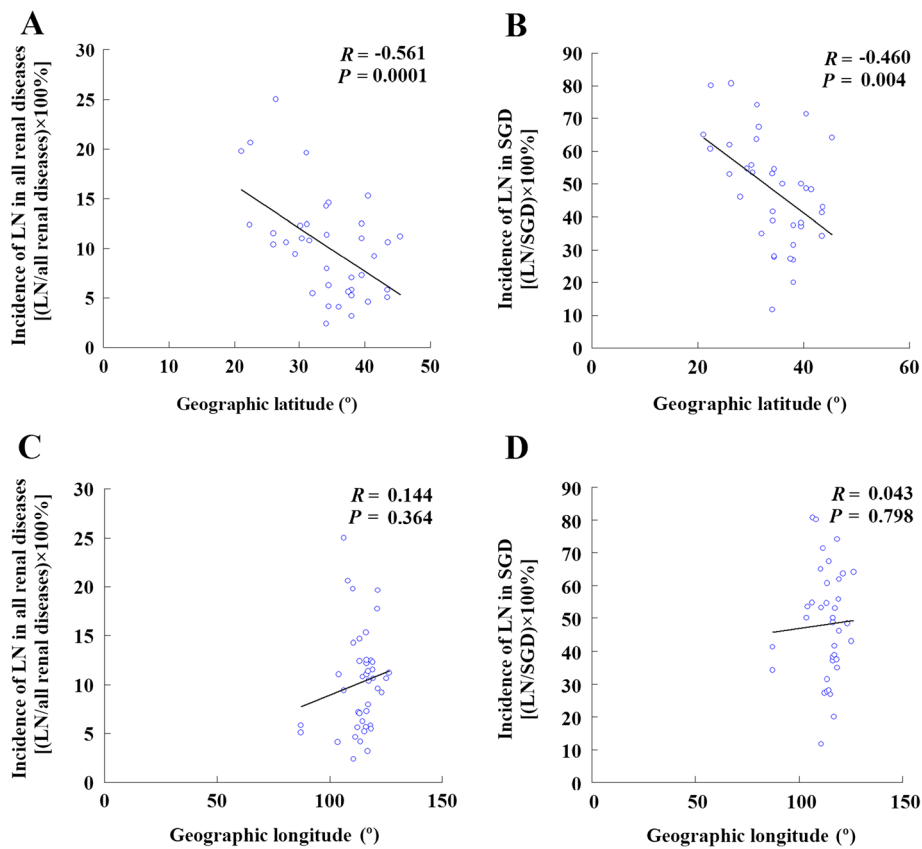 A
R = -0.561
P = 0.0001
Incidence of LN in all renal diseases
[(LN/all renal diseases)×100%]
30
25
20
15
10
5
0
0 10 20 30 40 50
Geographic latitude (º)
B
R = -0.460
P = 0.004
Incidence of LN in SGD
[(LN/SGD)×100%]
90
80
70
60
50
40
30
20
10
0
0 20 40 60
Geographic latitude (º)
C
R = 0.144
P = 0.364
Incidence of LN in all renal diseases
[(LN/all renal diseases)×100%]
30
25
20
15
10
5
0
0 50 100 150
Geographic longitude (º)
D
R = 0.043
P = 0.798
Incidence of LN in SGD
[(LN/SGD)×100%]
90
80
70
60
50
40
30
20
10
0
0 50 100 150
Geographic longitude (º)